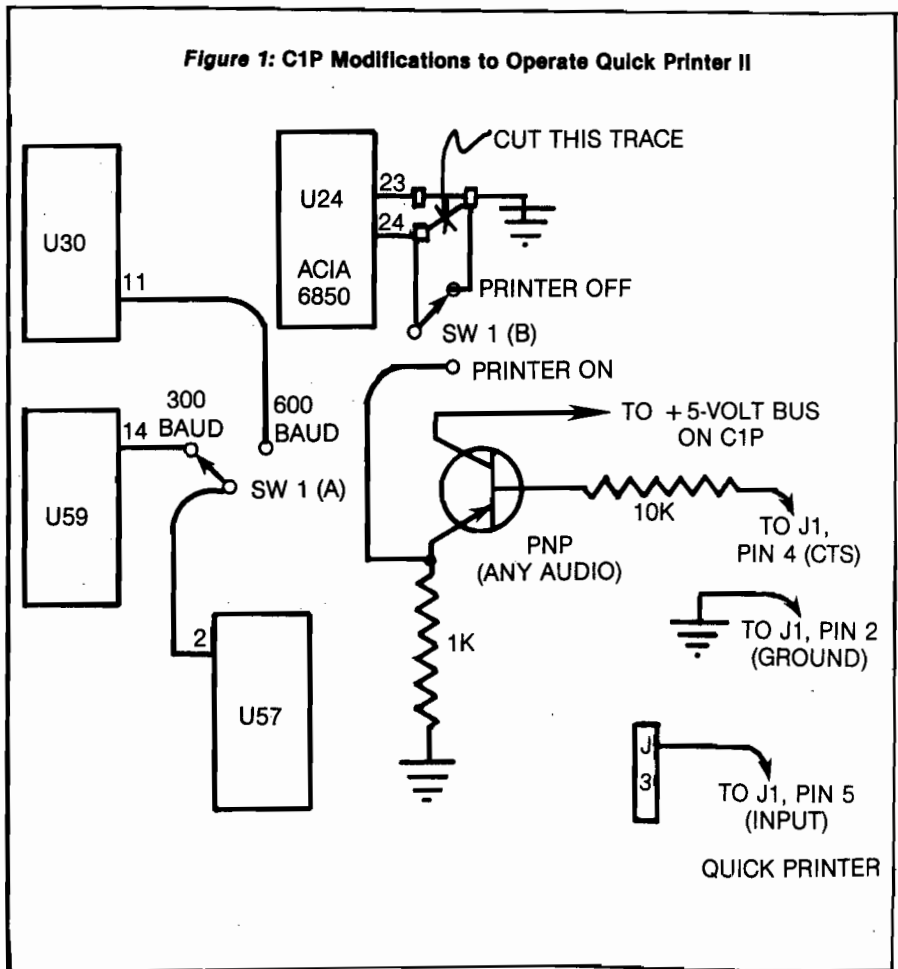 Figure 1: C1P Modifications to Operate Quick Printer II
CUT THIS TRACE
U30
11
U24
ACIA
6850
23
24
PRINTER OFF
SW 1 (B)
PRINTER ON
300
BAUD
600
BAUD
14
SW 1 (A)
U59
TO +5-VOLT BUS
ON C1P
PNP
(ANY AUDIO)
10K
TO J1,
PIN 4 (CTS)
1K
TO J1, PIN 2
(GROUND)
2
U57
J
3
TO J1, PIN 5
(INPUT)
QUICK PRINTER